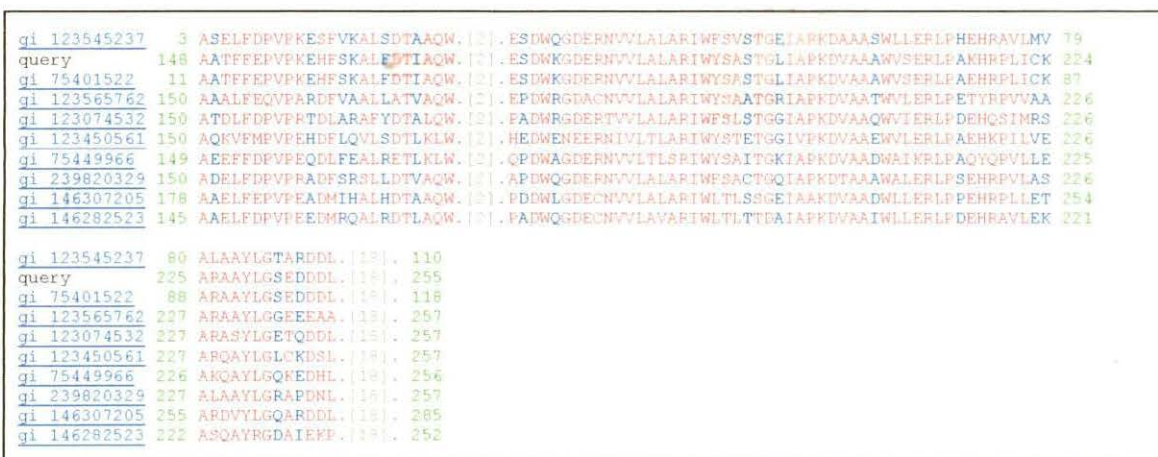 gi 123545237 3 ASELFDPVPKESFVKALSDTAAQW.[2].ESDWQGDERNVVLALARIWFSVSTGEIAPKDAAASWLLERLPHEHRAVLMV 79
query 148 AATFFEPVPKEHFSKALEDTIAQW.[2].ESDWKGDERNVVLALARIWYSASTGLIAPKDVAAAWVSERLPAKHRPLICK 224
gi 75401522 11 AATFFEPVPKEHFSKALFDTIAQW.[2].ESDWKGDERNVVLALARIWYSASTGLIAPKDVAAAWVSERLPAEHRPLICK 87
gi 123565762 150 AAALFEQVPARDFVAALLATVAQW.[2].EPDWRGDACNVVLALARIWYSAATGRIAPKDVAATWVLERLPETYRPVVAA 226
gi 123074532 150 ATDLFDPVPRTDLARAFYDTALQW.[2].PADWRGDERTVVLALARIWFSLSTGGIAPKDVAAQWVIERLPDEHQSIMRS 226
gi 123450561 150 AQKVFMPVPEHDFLQVLSDTLKLW.[2].HEDWENEERNIVLTLARIWYSTETGGIVPKDVAAEWVLERLPAEHKPILVE 226
gi 75449966 149 AEEFFDPVPEQDLFEALRETLKLW.[2].QPDWAGDERNVVLTLSRIWYSAITGKIAPKDVAADWAIKRLPAQYQPVLLE 225
gi 239820329 150 ADELFDPVPRADFSRSLLDTVAQW.[2].APDWQGDERNVVLALARIWFSACTGQIAPKDTAAAWALERLPSEHRPVLAS 226
gi 146307205 178 AAELFEPVPEADMIHALHDTAAQW.[2].PDDWLGDECNVVLALARIWLTLSSGEIAAKDVAADWVLERLPAEHRPLLET 254
gi 146282523 145 AAELFDPVPEEDMRQALRDTLAQW.[2].PADWQGDECNVVLAVARIWLTLTTDAIAPKDVAAIWLLERLPDEHRAVLEK 221
gi 123545237 80 ALAAYLGTARDDL.[18]. 110
query 225 ARAAYLGSEDDDL.[18]. 255
gi 75401522 88 ARAAYLGSEDDDL.[18]. 118
gi 123565762 227 ARAAYLGGEEEAA.[18]. 257
gi 123074532 227 ARASYLGETQDDL.[18]. 257
gi 123450561 227 ARQAYLGLCKDSL.[18]. 257
gi 75449966 226 AKQAYLGQKEDHL.[18]. 256
gi 239820329 227 ALAAYLGRAPDNL.[18]. 257
gi 146307205 255 ARDVYLGQARDDL.[18]. 285
gi 146282523 222 ASQAYRGDAIEKP.[18]. 252